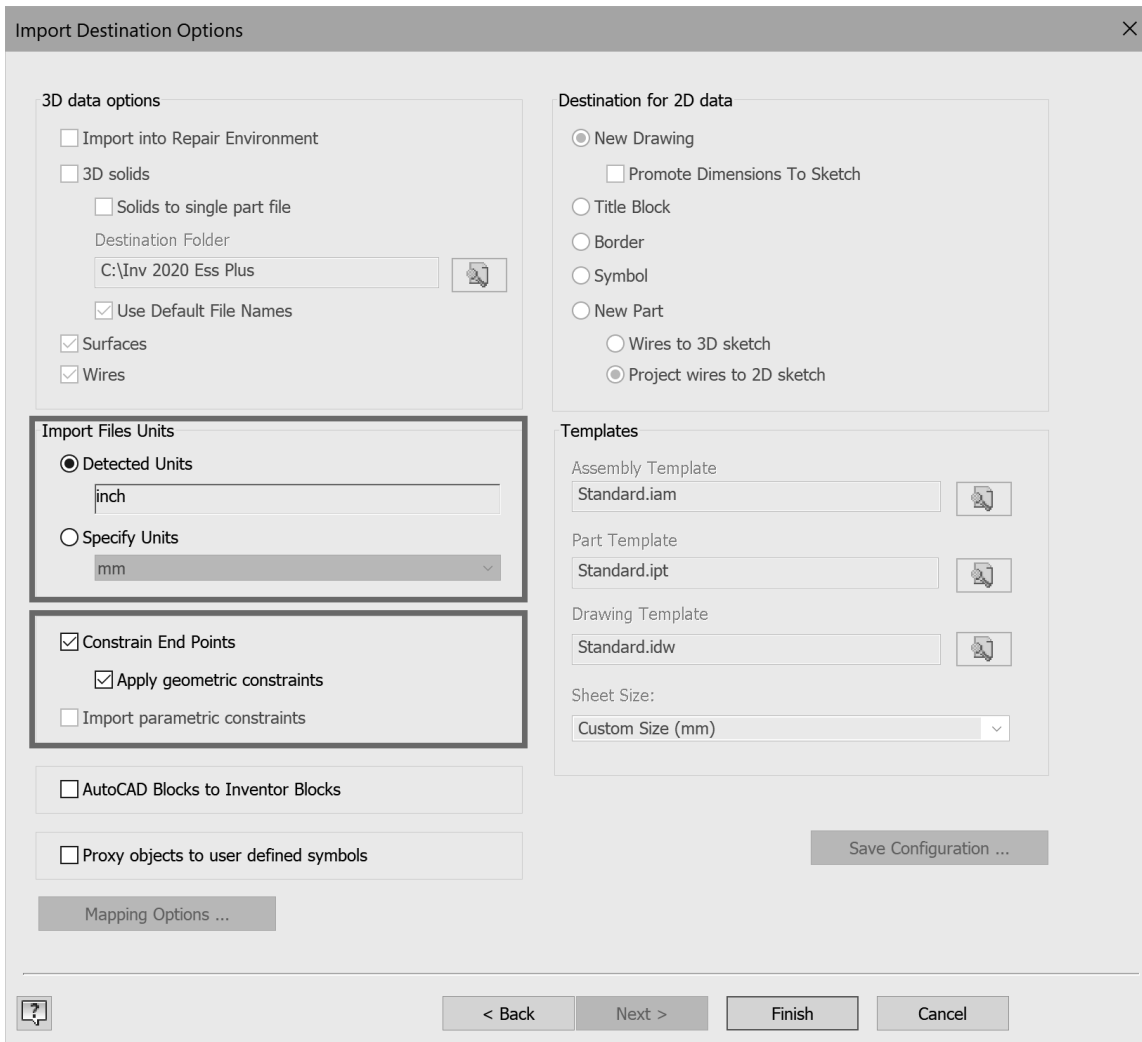 Import Destination Options
3D data options
Import into Repair Environment
3D solids
Solids to single part file
Destination Folder
C:\Inv 2020 Ess Plus
Use Default File Names
Surfaces
Wires
Import Files Units
Detected Units
inch
Specify Units
mm
Constrain End Points
Apply geometric constraints
Import parametric constraints
AutoCAD Blocks to Inventor Blocks
Proxy objects to user defined symbols
Mapping Options ...
Destination for 2D data
New Drawing
Promote Dimensions To Sketch
Title Block
Border
Symbol
New Part
Wires to 3D sketch
Project wires to 2D sketch
Templates
Assembly Template
Standard.iam
Part Template
Standard.ipt
Drawing Template
Standard.idw
Sheet Size:
Custom Size (mm)
Save Configuration ...
?
< Back
Next >
Finish
Cancel